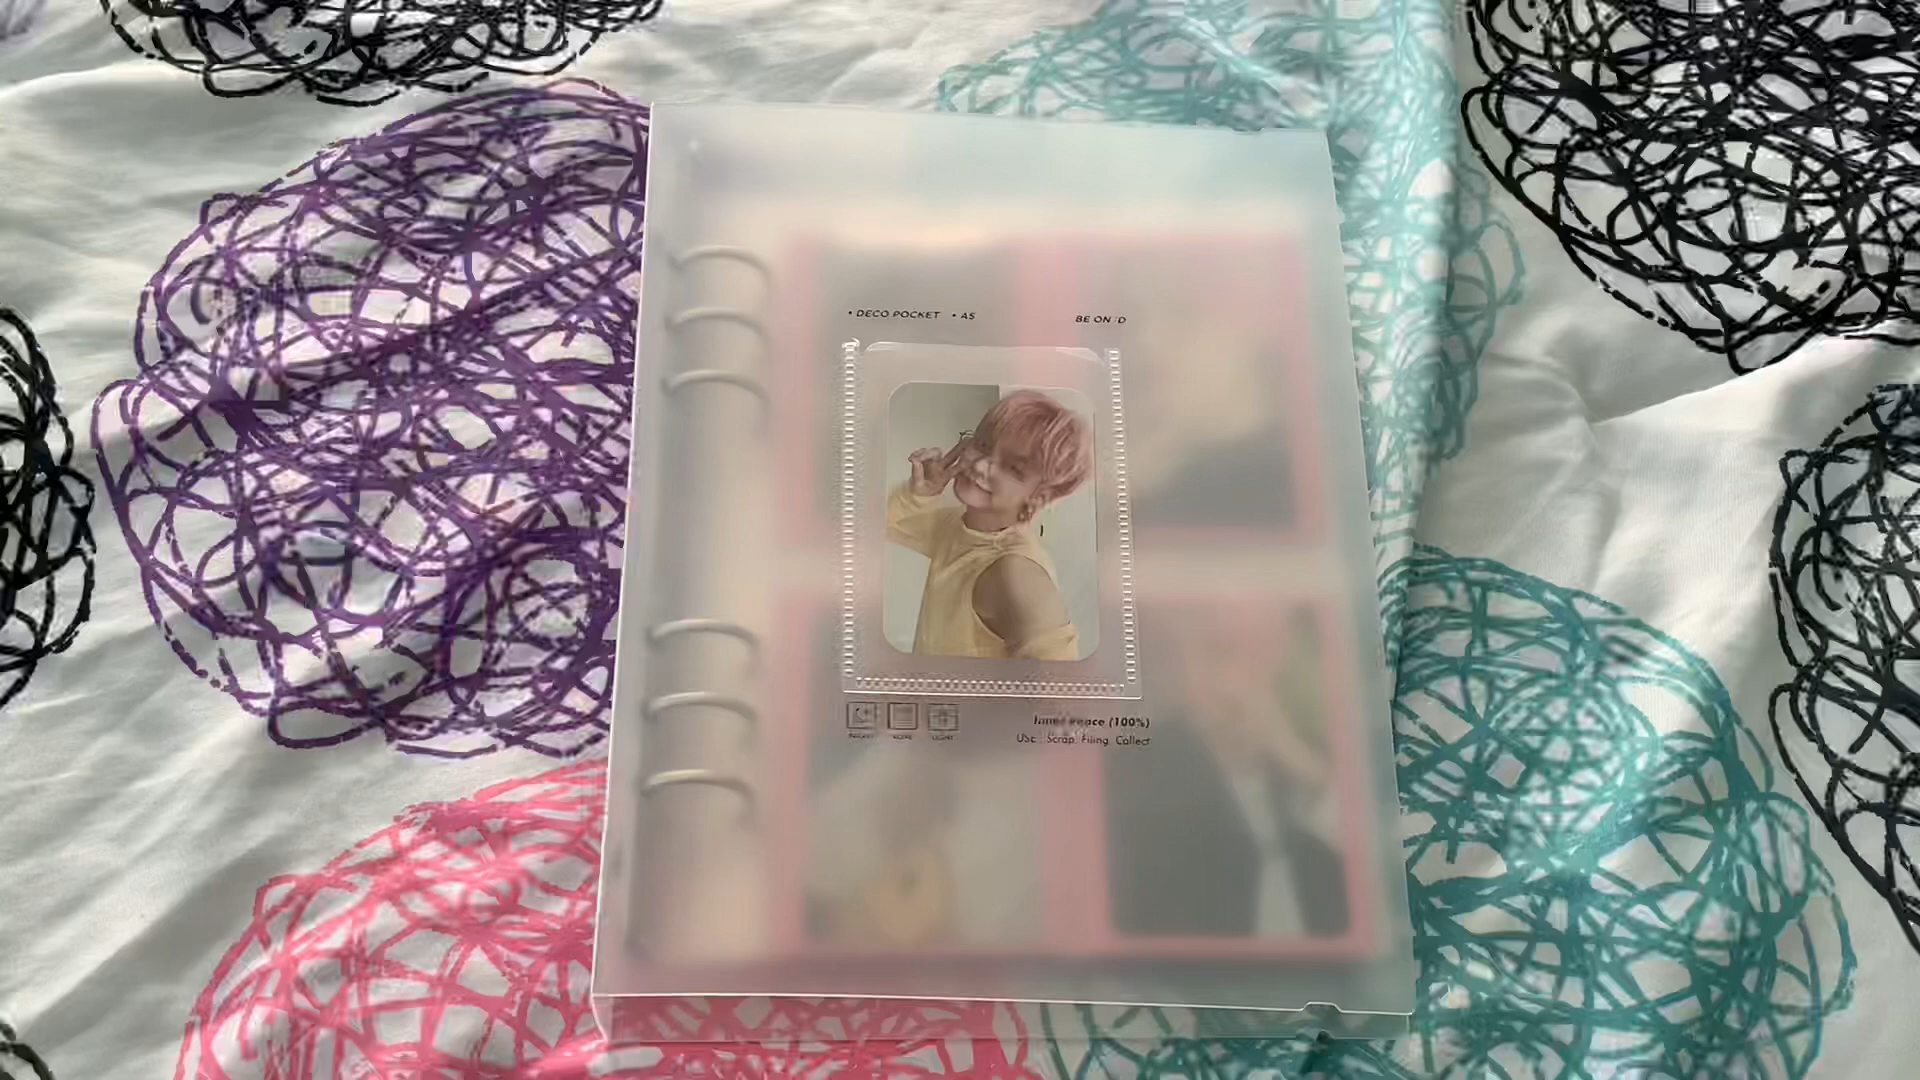 • DECO POCKET • A5
BE ON:D
Inner Peace (100%)
USE: Scrap. Filing. Collect